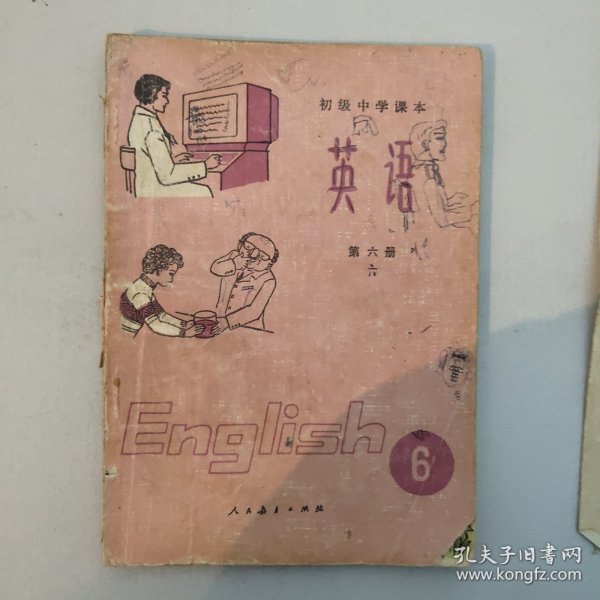 初级中学课本
英语
第六册
六
English
6
人民教育出版社
孔夫子旧书网
www.kongfz.com